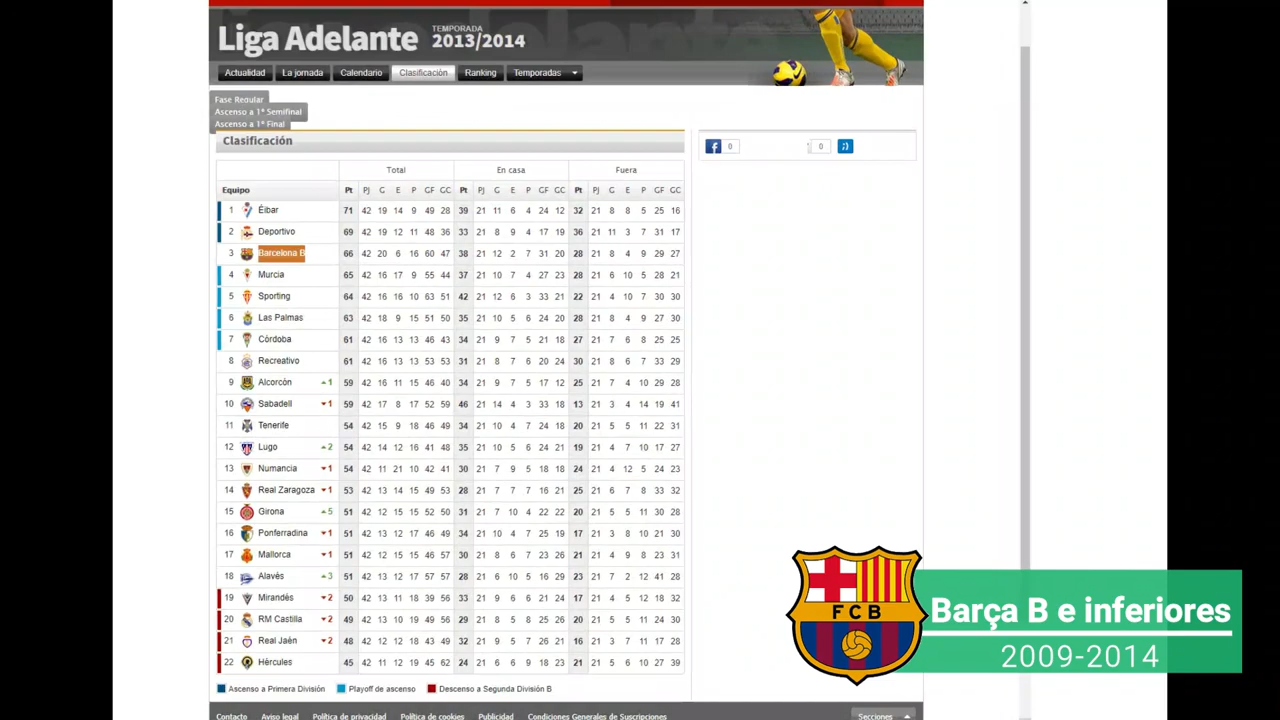 Liga Adelante TEMPORADA 2013/2014
Actualidad La jornada Calendario Clasificación Ranking Temporadas
Fase Regular
Ascenso a 1ª Semifinal
Ascenso a 1ª Final
Clasificación
0 0
Total En casa Fuera
Equipo Pt PJ G E P GF GC Pt PJ G E P GF GC Pt PJ G E P GF GC
1 Éibar 71 42 19 14 9 49 28 39 21 11 6 4 24 12 32 21 8 8 5 25 16
2 Deportivo 69 42 19 12 11 48 36 33 21 8 9 4 17 19 36 21 11 3 7 31 17
3 Barcelona B 66 42 20 6 16 60 47 38 21 12 2 7 31 20 28 21 8 4 9 29 27
4 Murcia 65 42 16 17 9 55 44 37 21 10 7 4 27 23 28 21 6 10 5 28 21
5 Sporting 64 42 16 16 10 63 51 42 21 12 6 3 33 21 22 21 4 10 7 30 30
6 Las Palmas 63 42 18 9 15 51 50 35 21 10 5 6 24 20 28 21 8 4 9 27 30
7 Córdoba 61 42 16 13 13 46 43 34 21 9 7 5 21 18 27 21 7 6 8 25 25
8 Recreativo 61 42 16 13 13 53 53 31 21 8 7 6 20 24 30 21 8 6 7 33 29
9 Alcorcón 1 59 42 16 11 15 46 40 34 21 9 7 5 17 12 25 21 7 4 10 29 28
10 Sabadell 1 59 42 17 8 17 52 59 46 21 14 4 3 33 18 13 21 3 4 14 19 41
11 Tenerife 54 42 15 9 18 46 49 34 21 10 4 7 24 18 20 21 5 5 11 22 31
12 Lugo 2 54 42 14 12 16 41 48 35 21 10 5 6 24 21 19 21 4 7 10 17 27
13 Numancia 1 54 42 11 21 10 42 41 30 21 7 9 5 18 18 24 21 4 12 5 24 23
14 Real Zaragoza 1 53 42 13 14 15 49 53 28 21 7 7 7 16 21 25 21 6 7 8 33 32
15 Girona 5 51 42 12 15 15 52 50 31 21 7 10 4 22 22 20 21 5 5 11 30 28
16 Ponferradina 1 51 42 13 12 17 46 49 34 21 10 4 7 25 19 17 21 3 8 10 21 30
17 Mallorca 1 51 42 12 15 15 46 57 30 21 8 6 7 23 26 21 21 4 9 8 23 31
18 Alavés 3 51 42 13 12 17 57 57 28 21 6 10 5 16 29 23 21 7 2 12 41 28
19 Mirandés 2 50 42 13 11 18 39 56 33 21 9 6 6 21 24 17 21 4 5 12 18 32
20 RM Castilla 2 49 42 13 10 19 49 56 29 21 8 5 8 25 26 20 21 5 5 11 24 30
21 Real Jaén 2 48 42 12 12 18 43 49 32 21 9 5 7 26 21 16 21 3 7 11 17 28
22 Hércules 45 42 11 12 19 45 62 24 21 6 6 9 18 23 21 21 5 6 10 27 39
Ascenso a Primera División Playoff de ascenso Descenso a Segunda División B
Contacto Aviso legal Política de privacidad Política de cookies Publicidad Condiciones Generales de Suscripciones Secciones
FCB
Barça B e inferiores
2009-2014